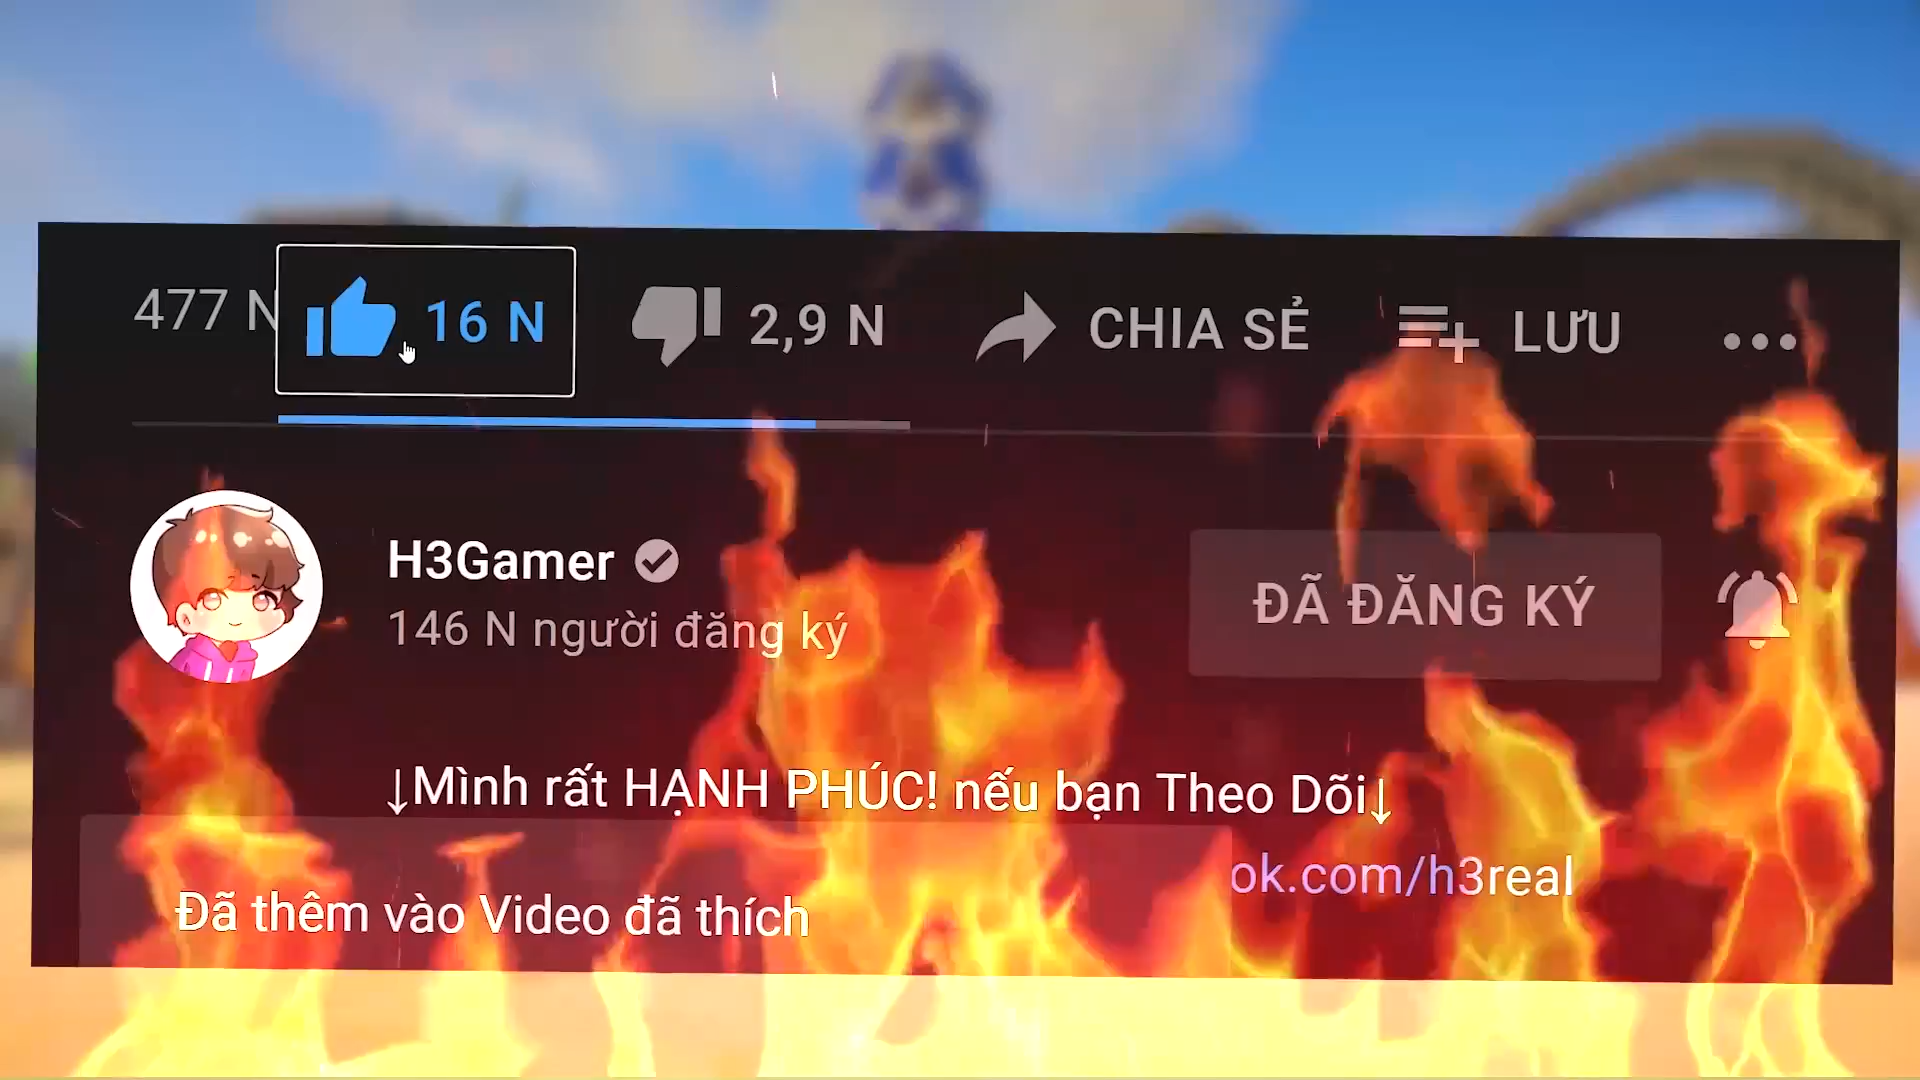 477 N 16 N 2,9 N CHIA SẺ LƯU
H3Gamer
146 N người đăng ký
ĐÃ ĐĂNG KÝ
↓Mình rất HẠNH PHÚC! nếu bạn Theo Dõi↓
ok.com/h3real
Đã thêm vào Video đã thích